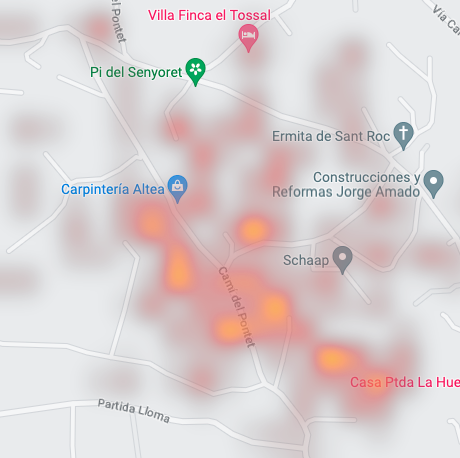 el Pontet
Villa Finca el Tossal
Via Ca
Pi del Senyoret
Ermita de Sant Roc
Construcciones y
Reformas Jorge Amado
Carpintería Altea
Schaap
Camí del Pontet
Casa Ptda La Hue
Partida Lloma